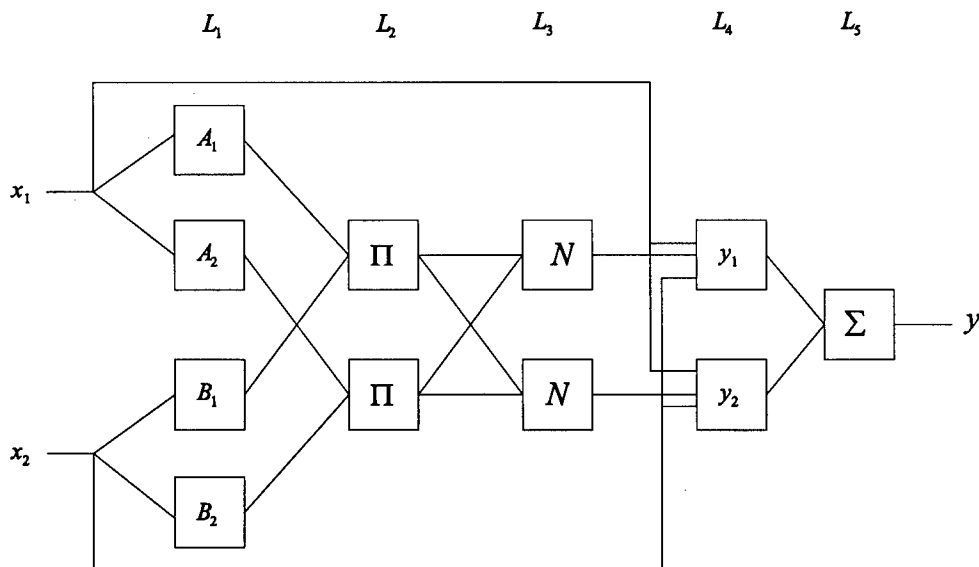 L₁ L₂ L₃ L₄ L₅
A₁
x₁
A₂ Π N y₁
Σ y
B₁ Π N y₂
x₂
B₂